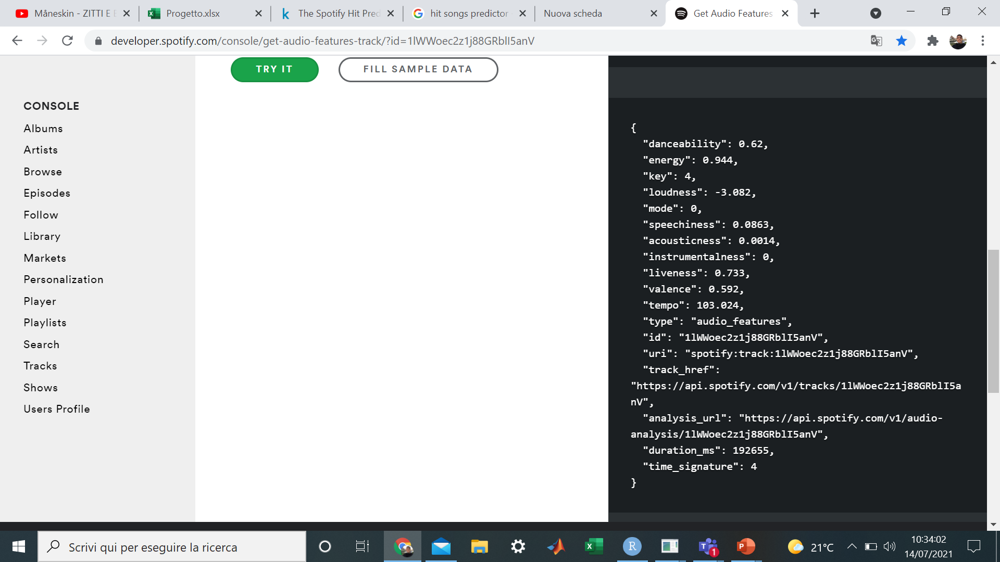 Måneskin - ZITTI E
Progetto.xlsx
The Spotify Hit Pred
hit songs predictor
Nuova scheda
Get Audio Features
developer.spotify.com/console/get-audio-features-track/?id=1lWWoec2z1j88GRblI5anV
TRY IT
FILL SAMPLE DATA
CONSOLE
Albums
Artists
Browse
Episodes
Follow
Library
Markets
Personalization
Player
Playlists
Search
Tracks
Shows
Users Profile
{
"danceability": 0.62,
"energy": 0.944,
"key": 4,
"loudness": -3.082,
"mode": 0,
"speechiness": 0.0863,
"acousticness": 0.0014,
"instrumentalness": 0,
"liveness": 0.733,
"valence": 0.592,
"tempo": 103.024,
"type": "audio_features",
"id": "1lWWoec2z1j88GRblI5anV",
"uri": "spotify:track:1lWWoec2z1j88GRblI5anV",
"track_href":
"https://api.spotify.com/v1/tracks/1lWWoec2z1j88GRblI5a
nV",
"analysis_url": "https://api.spotify.com/v1/audio-
analysis/1lWWoec2z1j88GRblI5anV",
"duration_ms": 192655,
"time_signature": 4
}
Scrivi qui per eseguire la ricerca
21°C
10:34:02
14/07/2021